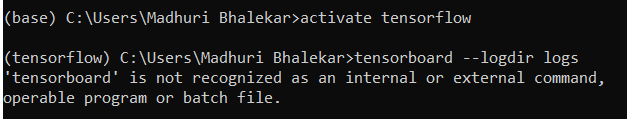 (base) C:\Users\Madhuri Bhalekar>activate tensorflow
(tensorflow) C:\Users\Madhuri Bhalekar>tensorboard --logdir logs
'tensorboard' is not recognized as an internal or external command,
operable program or batch file.